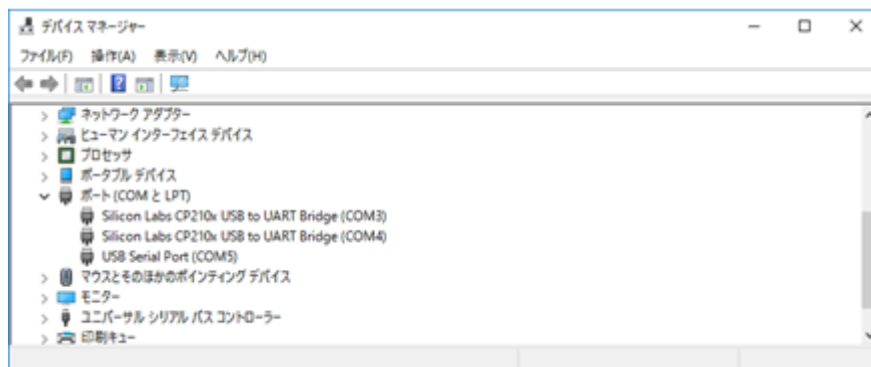 デバイス マネージャー
ファイル(F) 操作(A) 表示(V) ヘルプ(H)
ネットワーク アダプター
ヒューマン インターフェイス デバイス
プロセッサ
ポータブル デバイス
ポート (COM と LPT)
Silicon Labs CP210x USB to UART Bridge (COM3)
Silicon Labs CP210x USB to UART Bridge (COM4)
USB Serial Port (COM5)
マウスとそのほかのポインティング デバイス
モニター
ユニバーサル シリアル バス コントローラー
印刷キュー